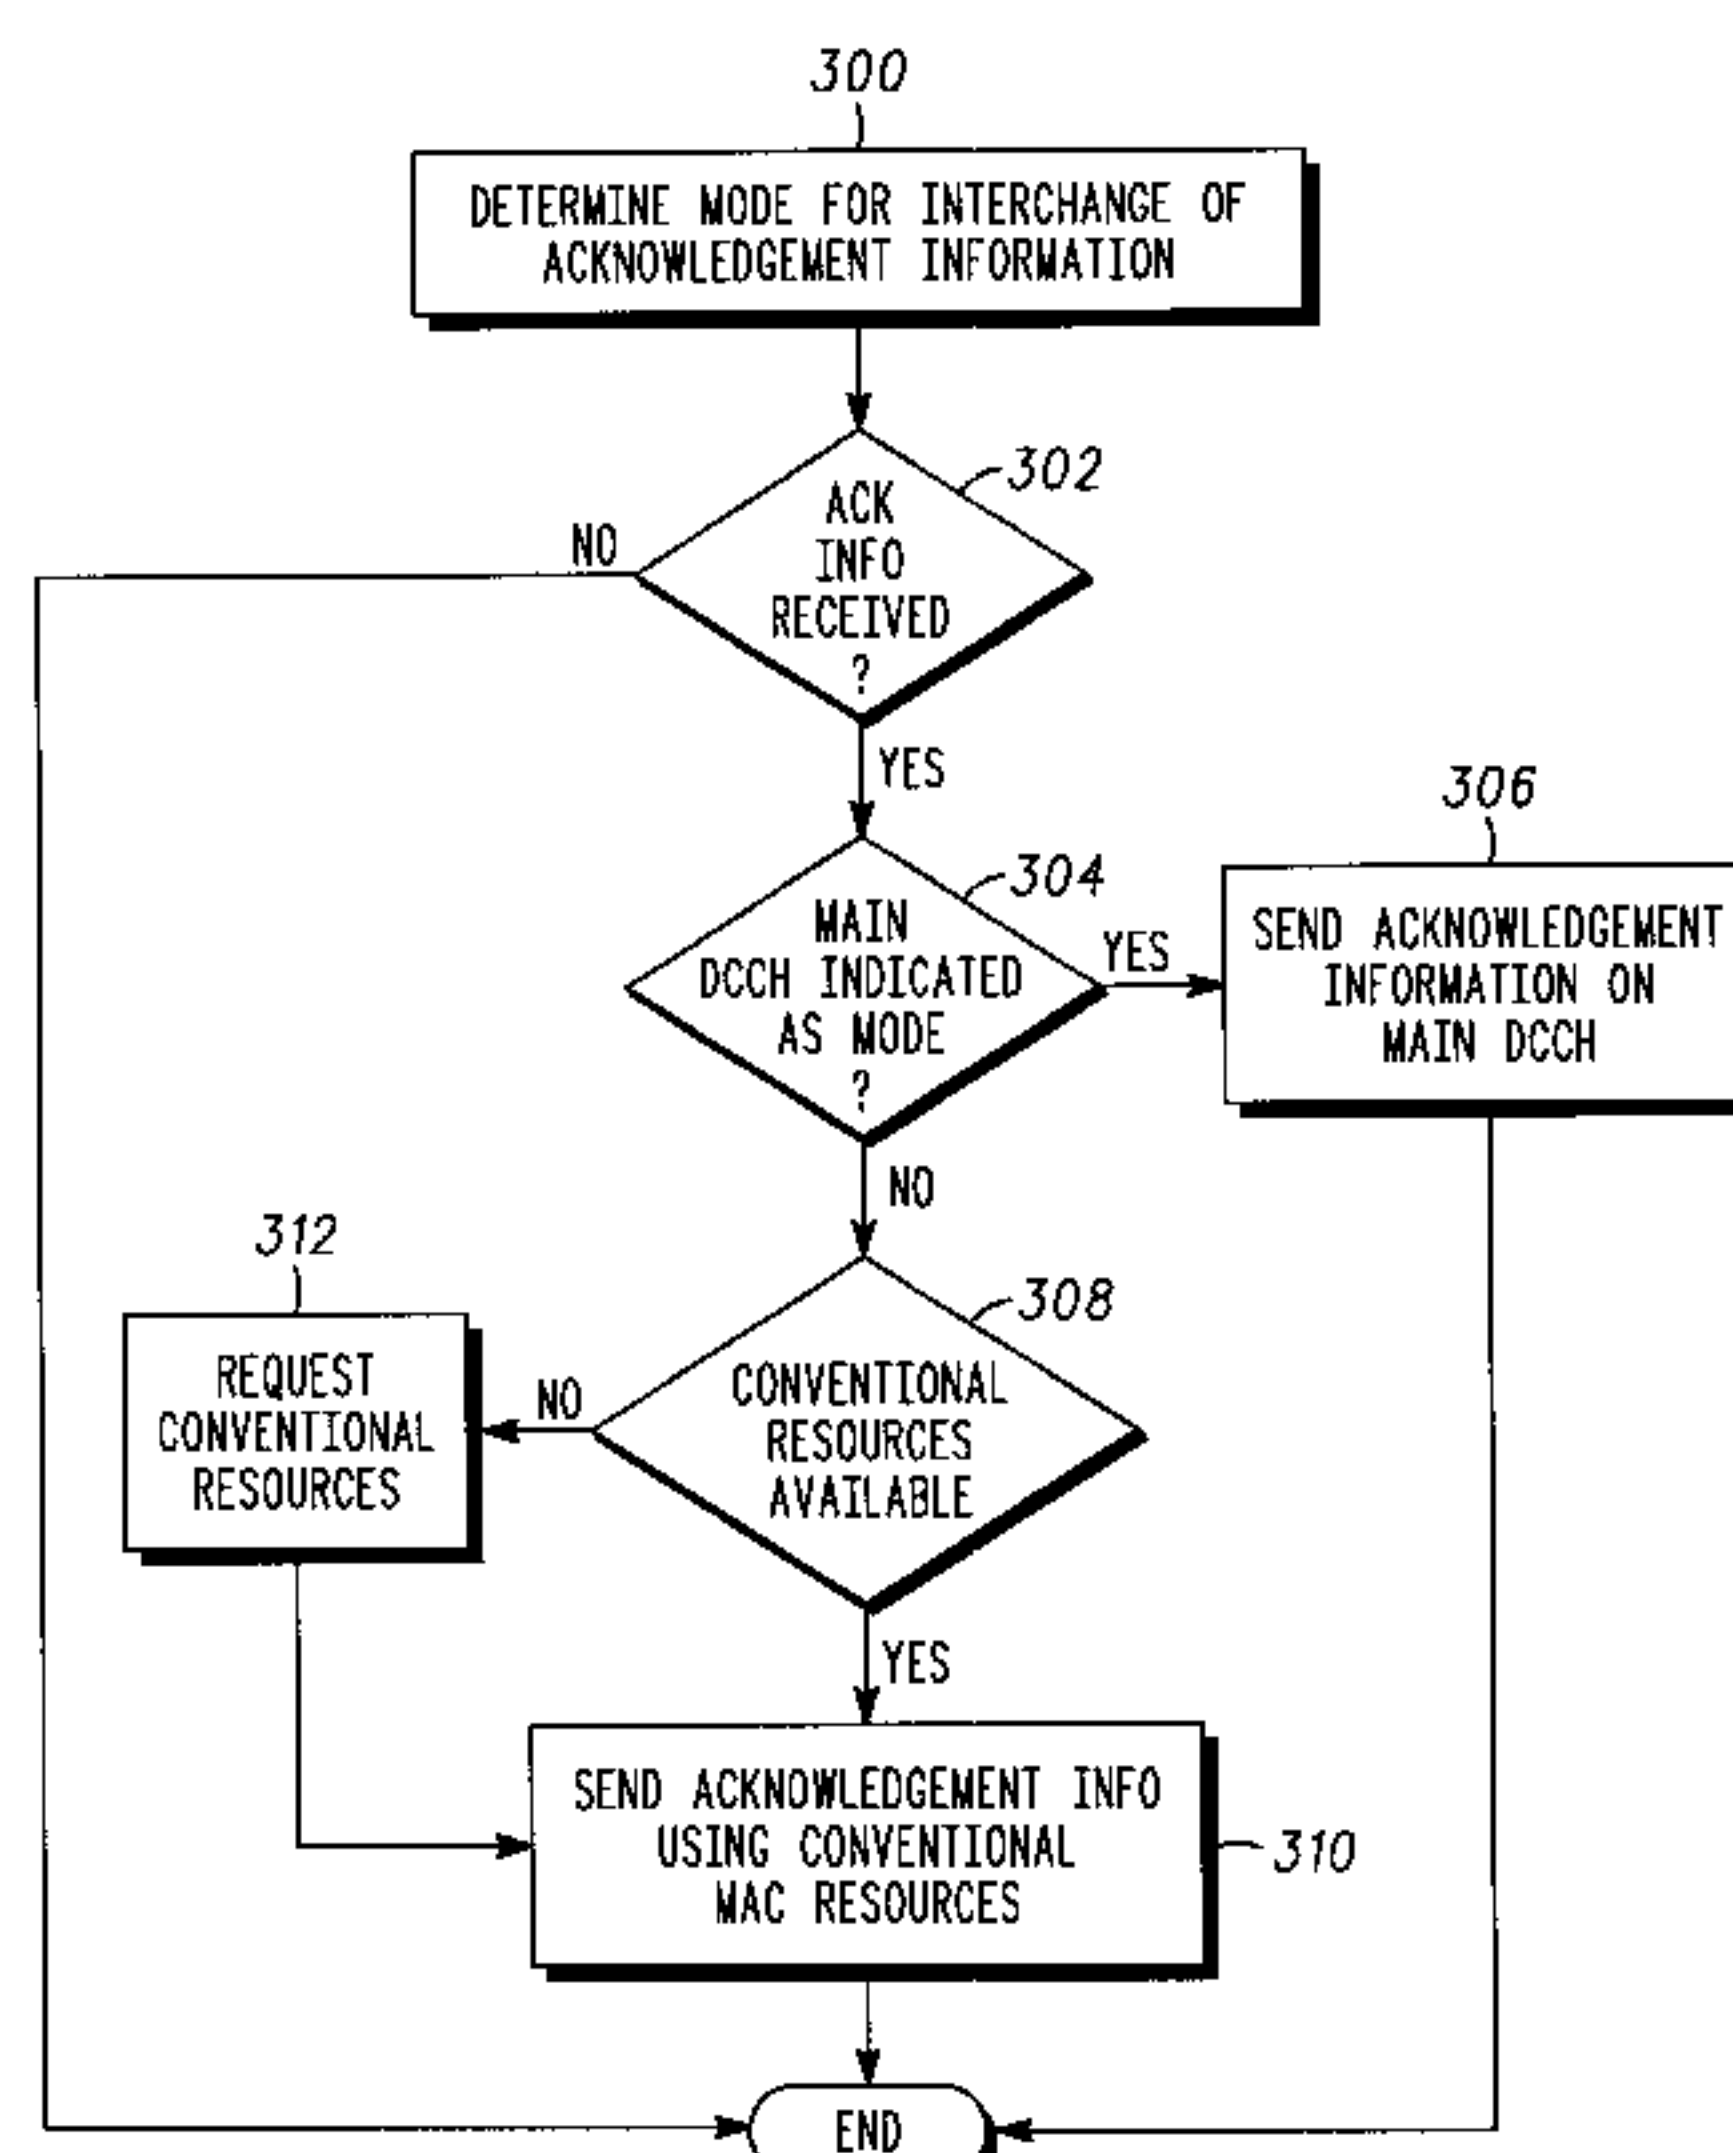 300
DETERMINE MODE FOR INTERCHANGE OF
ACKNOWLEDGEMENT INFORMATION
302
ACK
INFO
RECEIVED
?
NO
YES
304
MAIN
DCCH INDICATED
AS MODE
?
YES
306
SEND ACKNOWLEDGEMENT
INFORMATION ON
MAIN DCCH
NO
308
CONVENTIONAL
RESOURCES
AVAILABLE
NO
312
REQUEST
CONVENTIONAL
RESOURCES
YES
SEND ACKNOWLEDGEMENT INFO
USING CONVENTIONAL
MAC RESOURCES
310
END